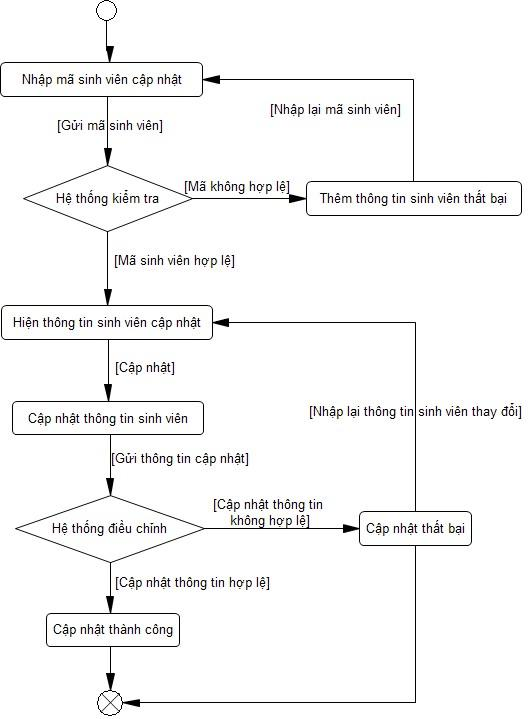 Nhập mã sinh viên cập nhật
[Nhập lại mã sinh viên]
[Gửi mã sinh viên]
[Mã không hợp lệ]
Hệ thống kiểm tra
Thêm thông tin sinh viên thất bại
[Mã sinh viên hợp lệ]
Hiện thông tin sinh viên cập nhật
[Cập nhật]
[Nhập lại thông tin sinh viên thay đổi]
Cập nhật thông tin sinh viên
[Gửi thông tin cập nhật]
[Cập nhật thông tin
không hợp lệ]
Hệ thống điều chỉnh
Cập nhật thất bại
[Cập nhật thông tin hợp lệ]
Cập nhật thành công